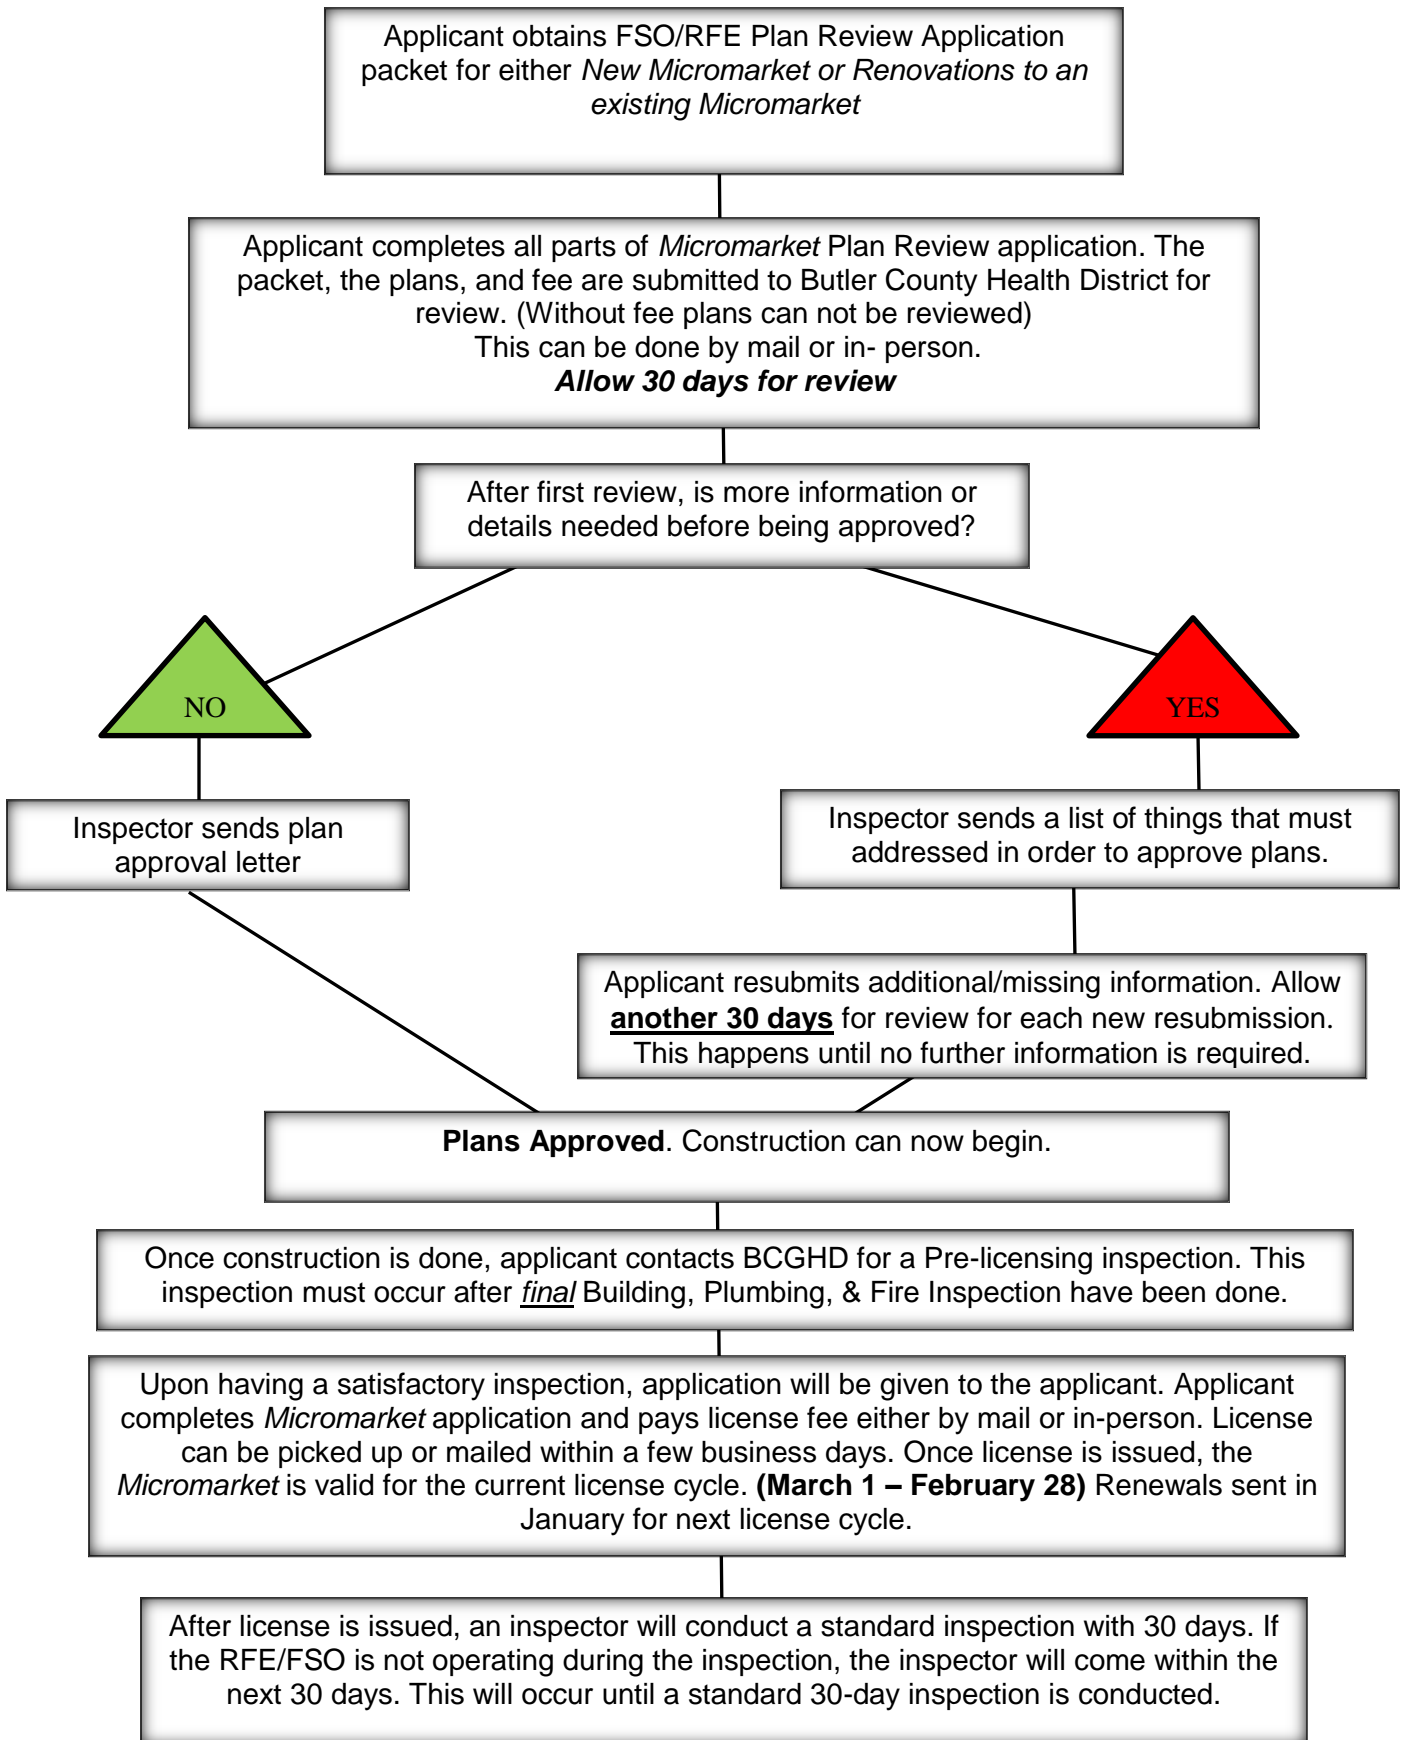 Applicant obtains FSO/RFE Plan Review Application
packet for either New Micromarket or Renovations to an
existing Micromarket
Applicant completes all parts of Micromarket Plan Review application. The
packet, the plans, and fee are submitted to Butler County Health District for
review. (Without fee plans can not be reviewed)
This can be done by mail or in- person.
Allow 30 days for review
After first review, is more information or
details needed before being approved?
NO
YES
Inspector sends plan
approval letter
Inspector sends a list of things that must
addressed in order to approve plans.
Applicant resubmits additional/missing information. Allow
another 30 days for review for each new resubmission.
This happens until no further information is required.
Plans Approved. Construction can now begin.
Once construction is done, applicant contacts BCGHD for a Pre-licensing inspection. This
inspection must occur after final Building, Plumbing, & Fire Inspection have been done.
Upon having a satisfactory inspection, application will be given to the applicant. Applicant
completes Micromarket application and pays license fee either by mail or in-person. License
can be picked up or mailed within a few business days. Once license is issued, the
Micromarket is valid for the current license cycle. (March 1 – February 28) Renewals sent in
January for next license cycle.
After license is issued, an inspector will conduct a standard inspection with 30 days. If
the RFE/FSO is not operating during the inspection, the inspector will come within the
next 30 days. This will occur until a standard 30-day inspection is conducted.